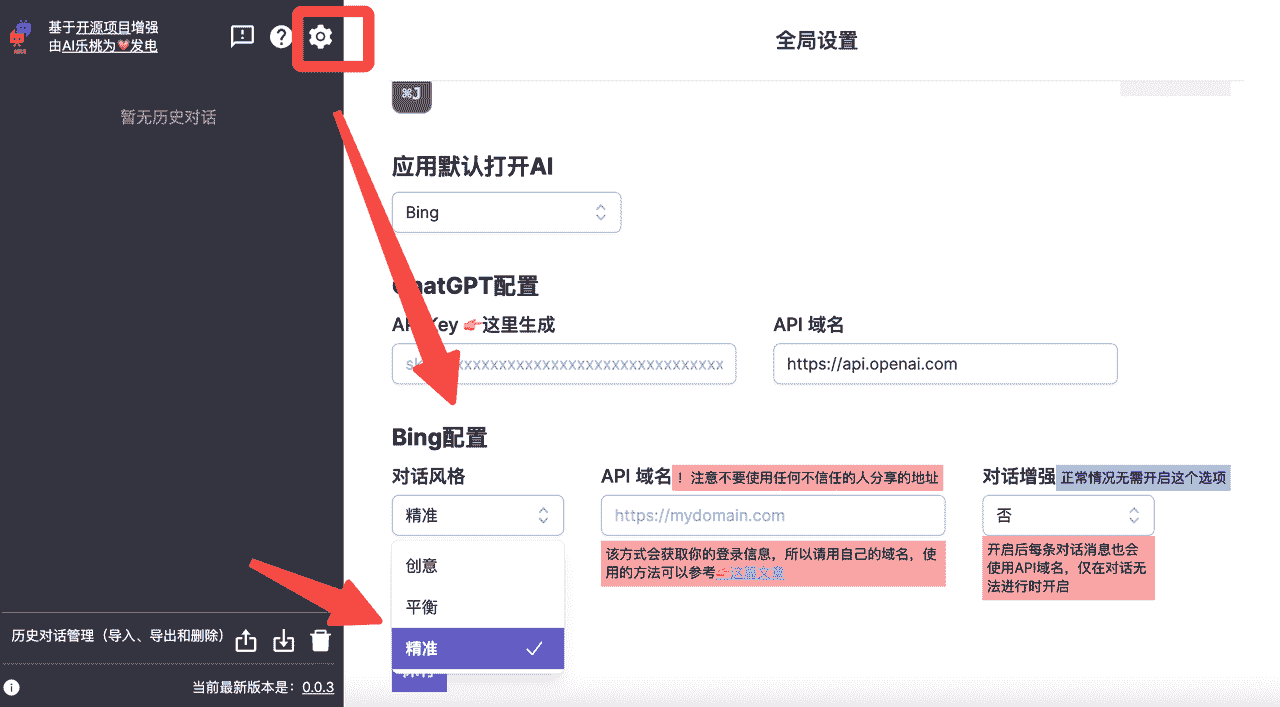 基于开源项目增强
由AI乐桃为💗发电
全局设置
暂无历史对话
⌘J
应用默认打开AI
Bing
ChatGPT配置
API Key 👉这里生成
API 域名
xxxxxxxxxxxxxxxxxxxxxxxxxxxxxxxx
https://api.openai.com
Bing配置
对话风格
API 域名
！注意不要使用任何不信任的人分享的地址
对话增强
正常情况无需开启这个选项
精准
https://mydomain.com
否
创意
平衡
精准
该方式会获取你的登录信息，所以请用自己的域名，使
用的方法可以参考👉这篇文章
开启后每条对话消息也会
使用API域名，仅在对话无
法进行时开启
历史对话管理（导入、导出和删除）
当前最新版本是：0.0.3